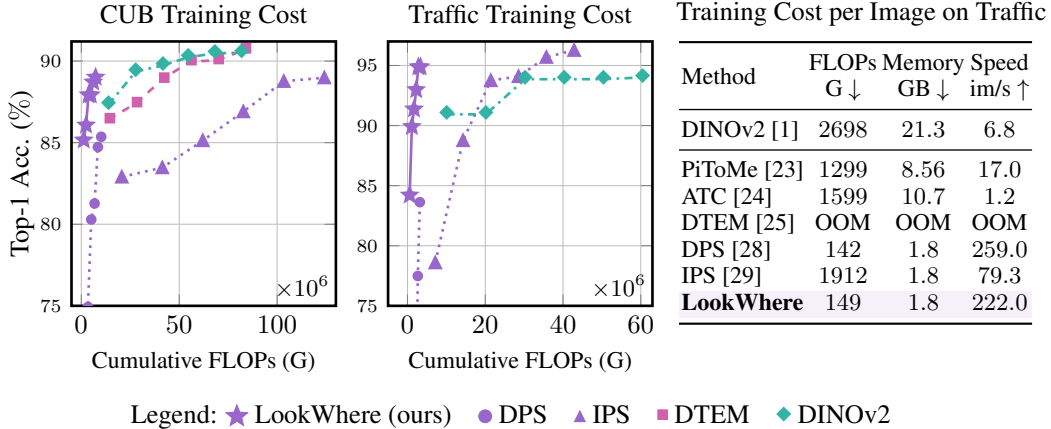 CUB Training Cost
Top-1 Acc. (%)
90
85
80
75
0
50
100
×10^6
Cumulative FLOPs (G)
Traffic Training Cost
95
90
85
80
75
0
20
40
60
×10^6
Cumulative FLOPs (G)
Training Cost per Image on Traffic
Method FLOPs G ↓ Memory GB ↓ Speed im/s ↑
DINOv2 [1] 2698 21.3 6.8
PiToMe [23] 1299 8.56 17.0
ATC [24] 1599 10.7 1.2
DTEM [25] OOM OOM OOM
DPS [28] 142 1.8 259.0
IPS [29] 1912 1.8 79.3
LookWhere 149 1.8 222.0
Legend: LookWhere (ours) DPS IPS DTEM DINOv2